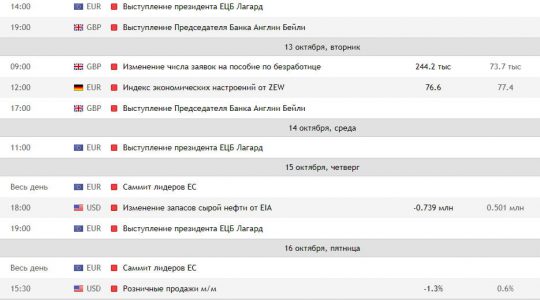 14:00 EUR Выступление президента ЕЦБ Лагард
19:00 GBP Выступление Председателя Банка Англии Бейли
13 октября, вторник
09:00 GBP Изменение числа заявок на пособие по безработице 244.2 тыс 73.7 тыс
12:00 EUR Индекс экономических настроений от ZEW 76.6 77.4
17:00 GBP Выступление Председателя Банка Англии Бейли
14 октября, среда
11:00 EUR Выступление президента ЕЦБ Лагард
15 октября, четверг
Весь день EUR Саммит лидеров ЕС
18:00 USD Изменение запасов сырой нефти от EIA -0.739 млн 0.501 млн
19:00 EUR Выступление президента ЕЦБ Лагард
16 октября, пятница
Весь день EUR Саммит лидеров ЕС
15:30 USD Розничные продажи м/м -1.3% 0.6%